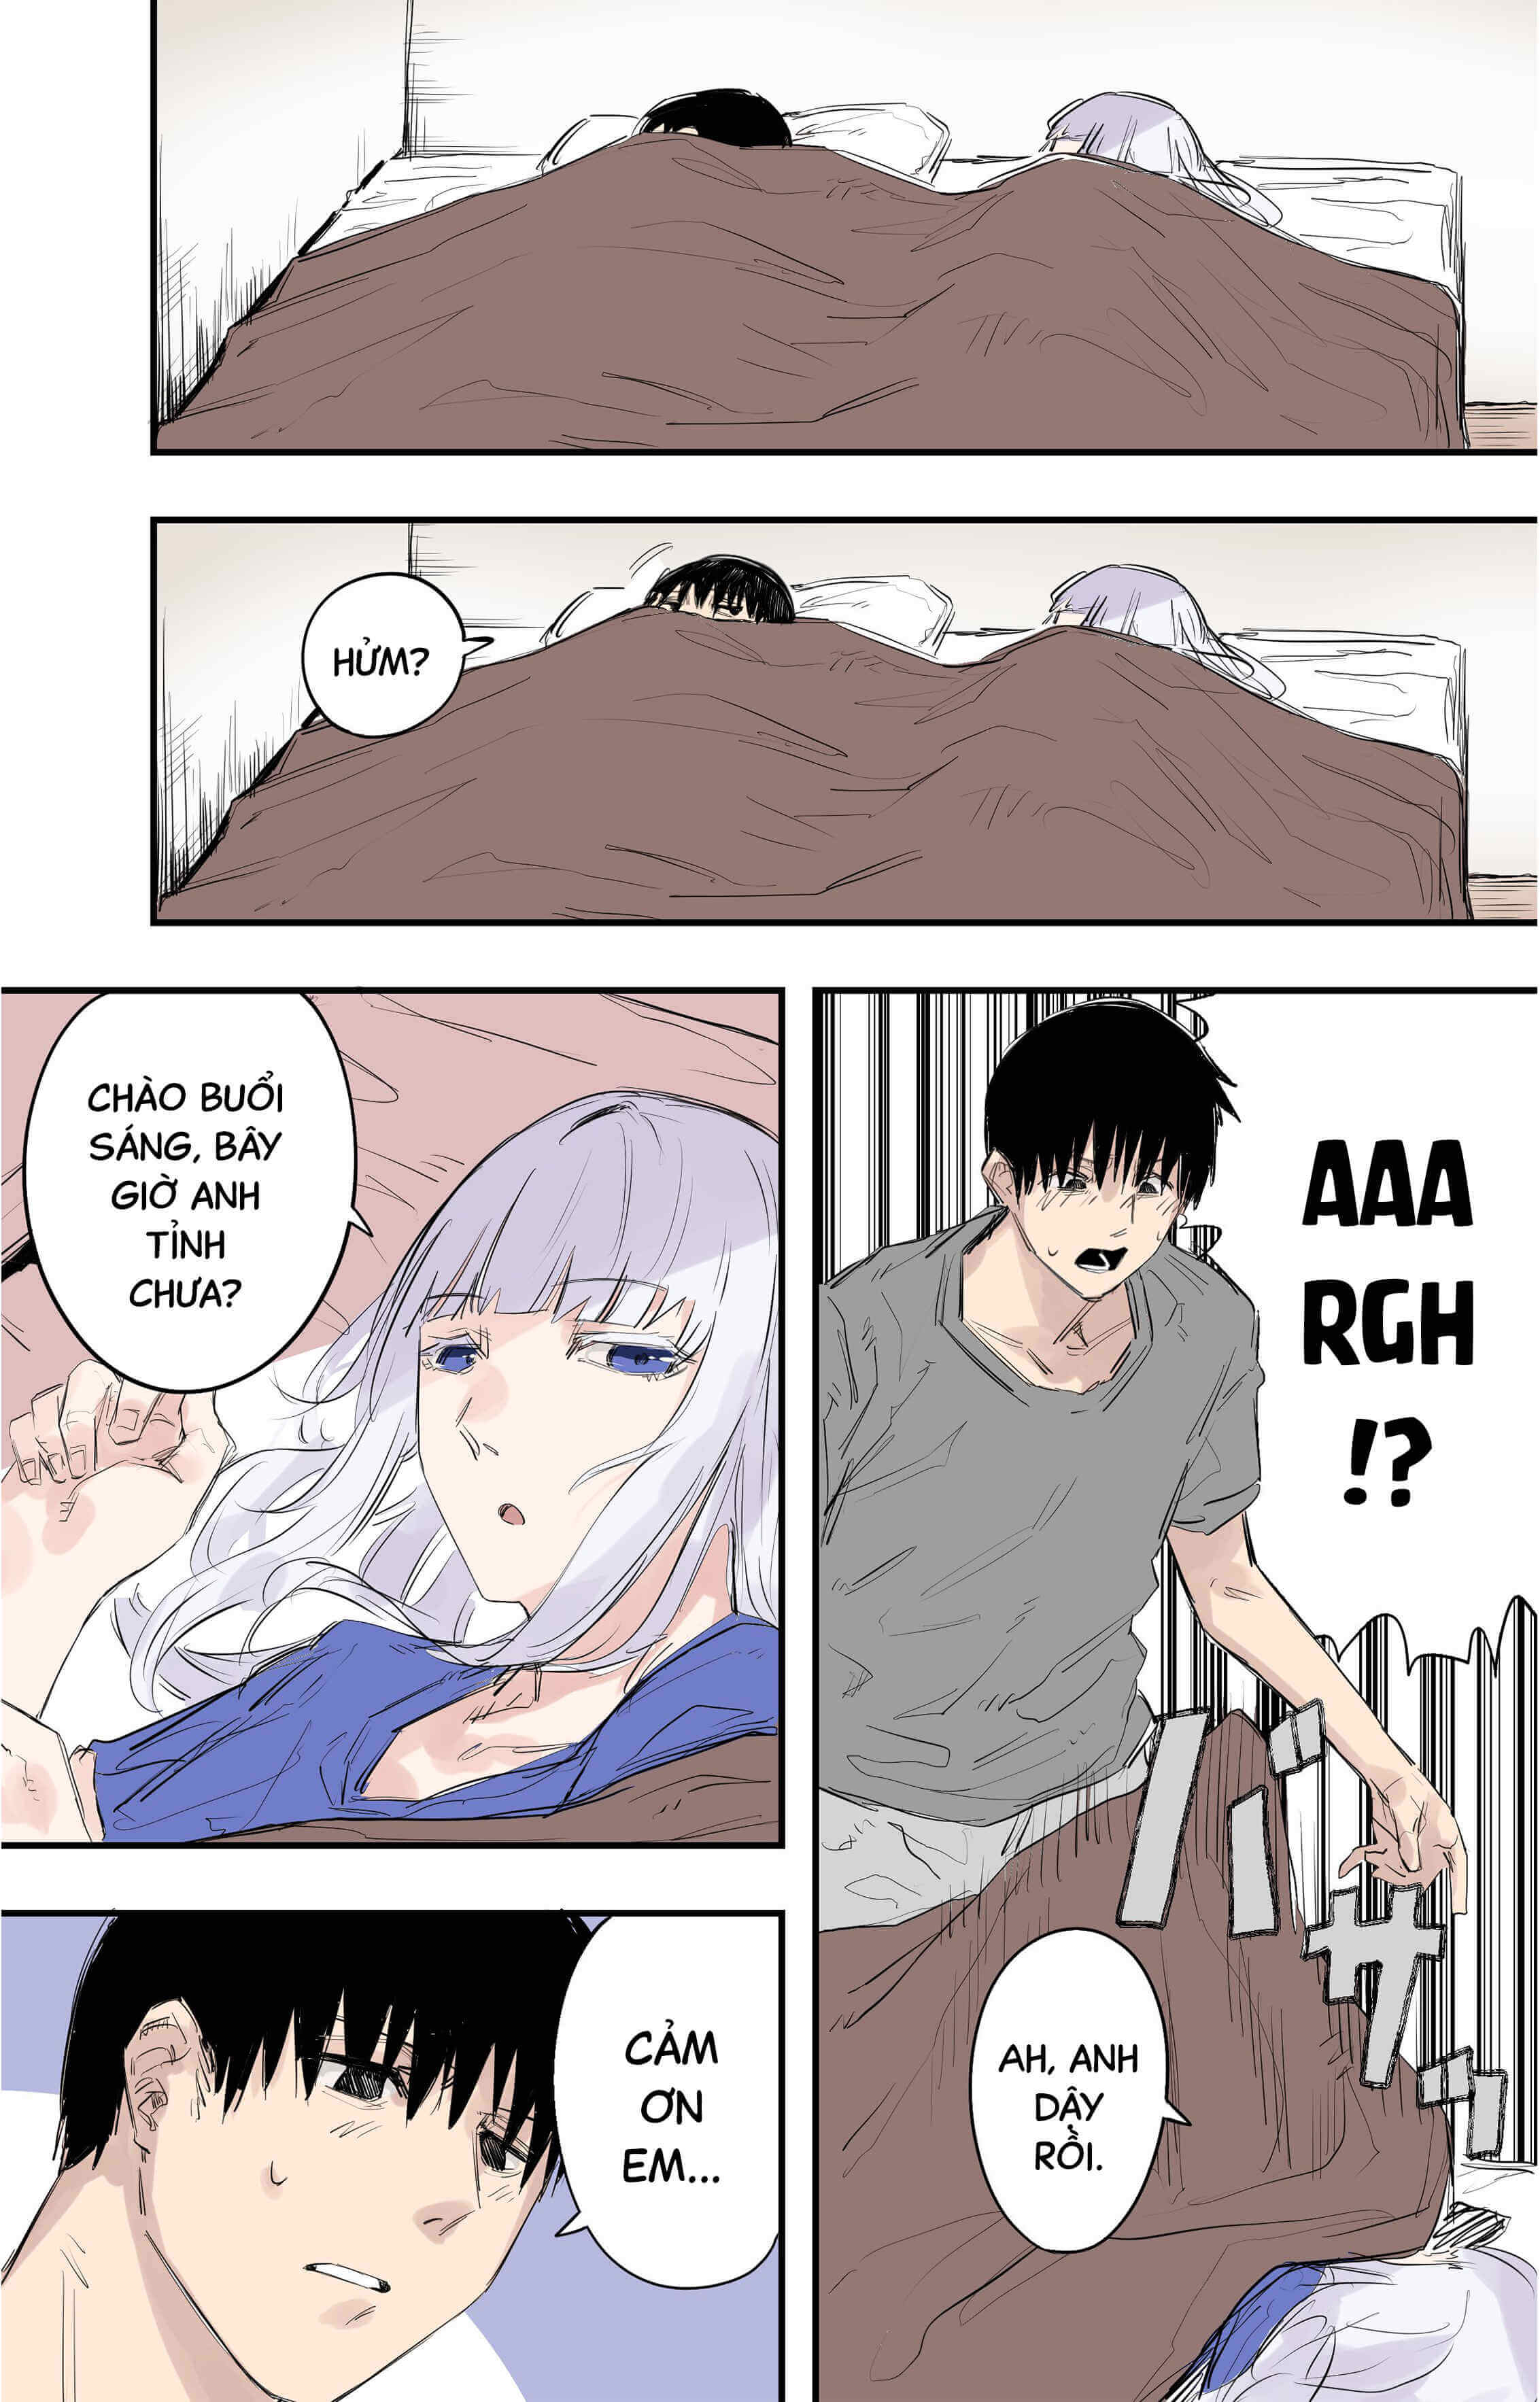 HỬM?
AAA
RGH
!?
バ
サ
AH, ANH
DẬY
RỒI.
CHÀO BUỔI
SÁNG, BÂY
GIỜ ANH
TỈNH
CHƯA?
CẢM
ƠN
EM...